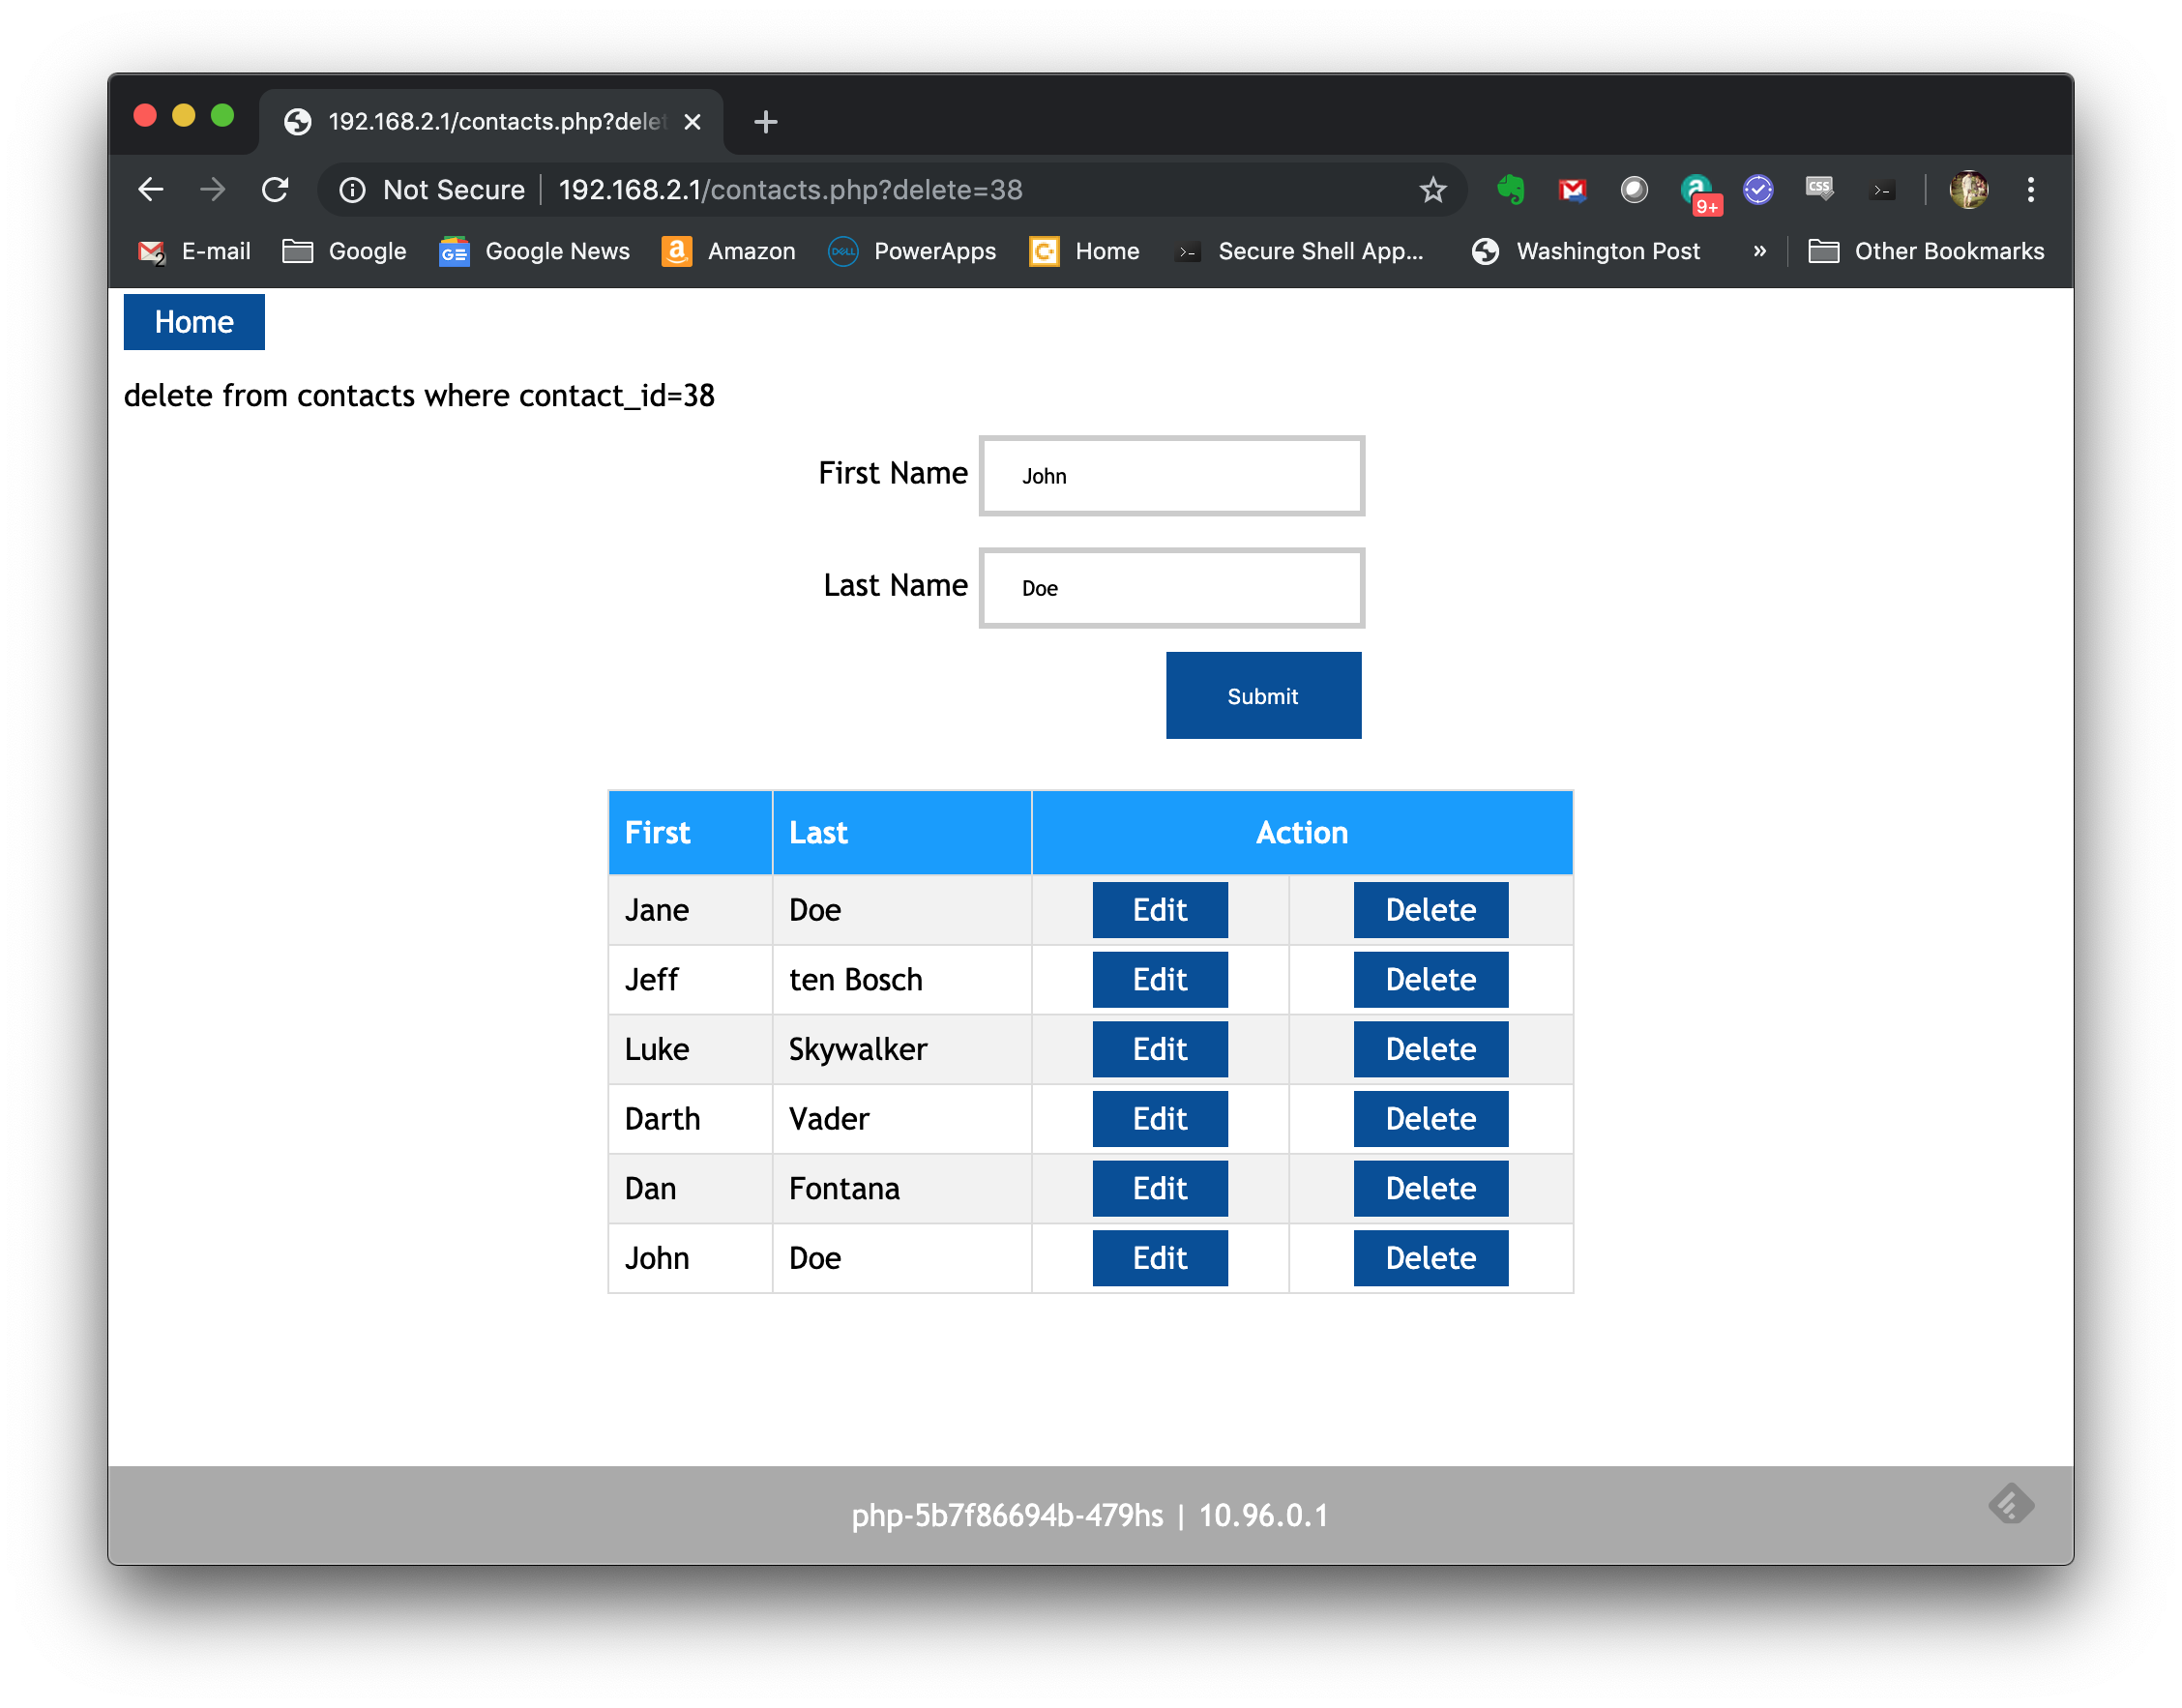 192.168.2.1/contacts.php?delet
Not Secure 192.168.2.1/contacts.php?delete=38
9+
CSS
E-mail Google Google News Amazon PowerApps Home Secure Shell App... Washington Post » Other Bookmarks
2
GE
DELL
Home
delete from contacts where contact_id=38
First Name John
Last Name Doe
Submit
First Last Action
Jane Doe Edit Delete
Jeff ten Bosch Edit Delete
Luke Skywalker Edit Delete
Darth Vader Edit Delete
Dan Fontana Edit Delete
John Doe Edit Delete
php-5b7f86694b-479hs | 10.96.0.1